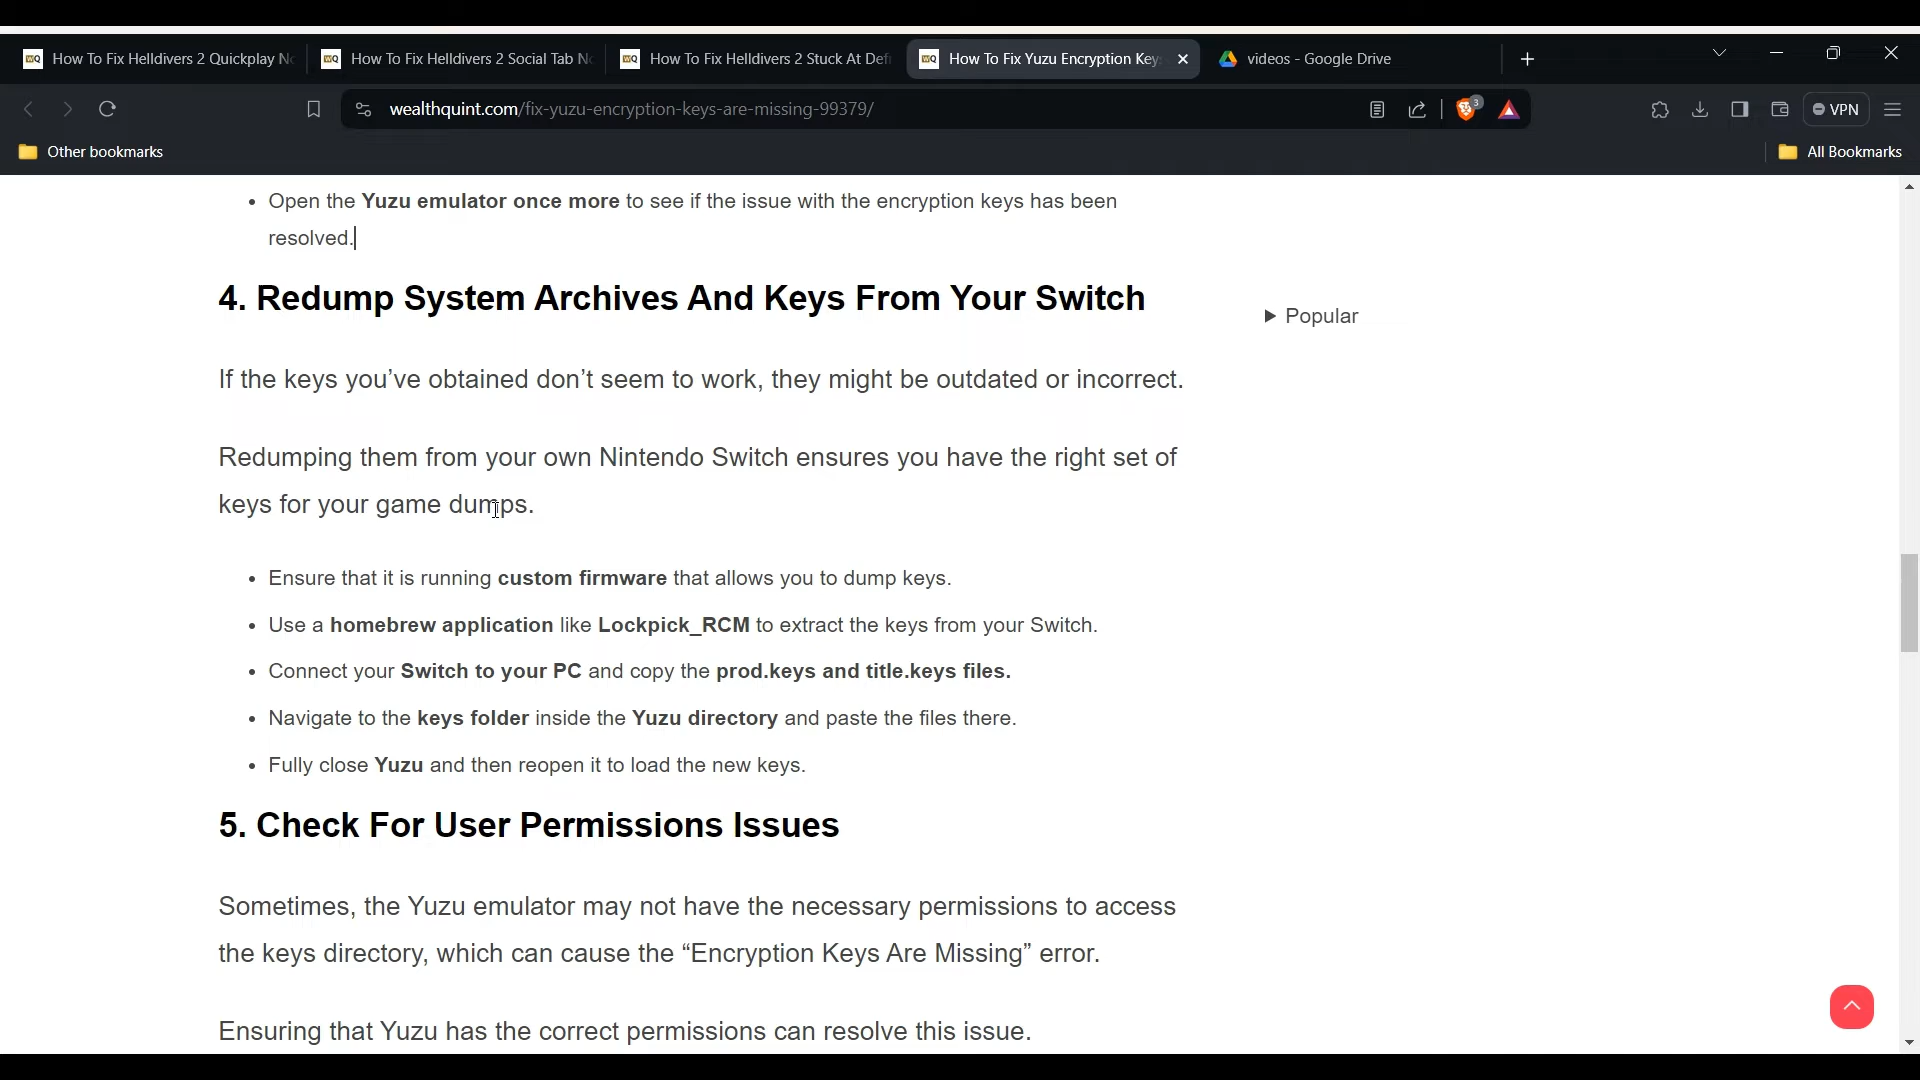 How To Fix Helldivers 2 Quickplay N
How To Fix Helldivers 2 Social Tab N
How To Fix Helldivers 2 Stuck At Def
How To Fix Yuzu Encryption Key
videos - Google Drive
wealthquint.com/fix-yuzu-encryption-keys-are-missing-99379/
3
VPN
Other bookmarks
All Bookmarks
• Open the Yuzu emulator once more to see if the issue with the encryption keys has been
resolved.
4. Redump System Archives And Keys From Your Switch
Popular
If the keys you’ve obtained don’t seem to work, they might be outdated or incorrect.
Redumping them from your own Nintendo Switch ensures you have the right set of
keys for your game dumps.
• Ensure that it is running custom firmware that allows you to dump keys.
• Use a homebrew application like Lockpick_RCM to extract the keys from your Switch.
• Connect your Switch to your PC and copy the prod.keys and title.keys files.
• Navigate to the keys folder inside the Yuzu directory and paste the files there.
• Fully close Yuzu and then reopen it to load the new keys.
5. Check For User Permissions Issues
Sometimes, the Yuzu emulator may not have the necessary permissions to access
the keys directory, which can cause the “Encryption Keys Are Missing” error.
Ensuring that Yuzu has the correct permissions can resolve this issue.